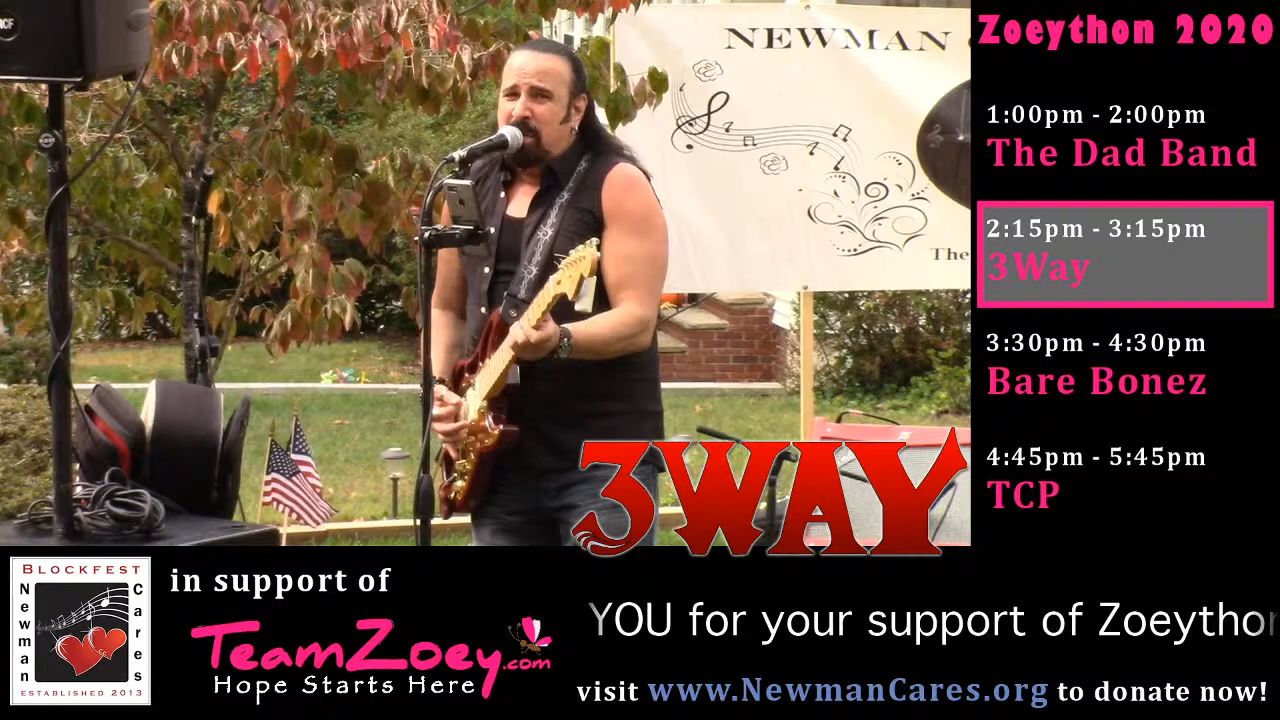 NEWMAN
The
3WAY
Zoeython 2020
1:00pm - 2:00pm
The Dad Band
2:15pm - 3:15pm
3Way
3:30pm - 4:30pm
Bare Bonez
4:45pm - 5:45pm
TCP
BLOCKFEST
Newman
Cares
ESTABLISHED 2013
in support of
TeamZoey.com
Hope Starts Here
YOU for your support of Zoeython
visit www.NewmanCares.org to donate now!